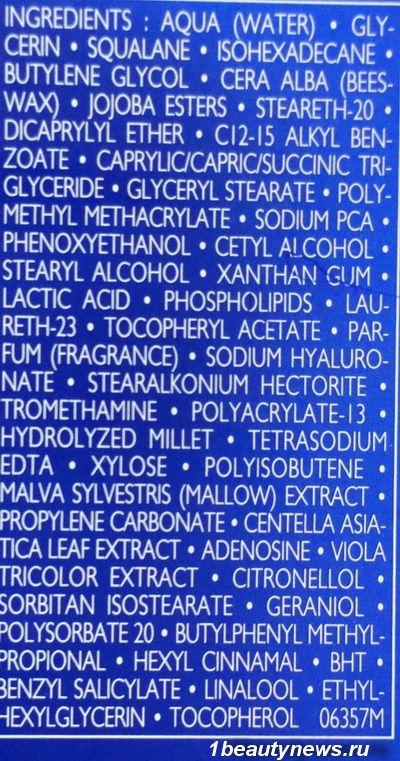 INGREDIENTS : AQUA (WATER) • GLY-
CERIN • SQUALANE • ISOHEXADECANE •
BUTYLENE GLYCOL • CERA ALBA (BEES-
WAX) • JOJOBA ESTERS • STEARETH-20 •
DICAPRYLYL ETHER • C12-15 ALKYL BEN-
ZOATE • CAPRYLIC/CAPRIC/SUCCINIC TRI-
GLYCERIDE • GLYCERYL STEARATE • POLY-
METHYL METHACRYLATE • SODIUM PCA •
PHENOXYETHANOL • CETYL ALCOHOL •
STEARYL ALCOHOL • XANTHAN GUM •
LACTIC ACID • PHOSPHOLIPIDS • LAU-
RETH-23 • TOCOPHERYL ACETATE • PAR-
FUM (FRAGRANCE) • SODIUM HYALURO-
NATE • STEARALKONIUM HECTORITE •
TROMETHAMINE • POLYACRYLATE-13 •
HYDROLYZED MILLET • TETRASODIUM
EDTA • XYLOSE • POLYISOBUTENE •
MALVA SYLVESTRIS (MALLOW) EXTRACT •
PROPYLENE CARBONATE • CENTELLA ASIA-
TICA LEAF EXTRACT • ADENOSINE • VIOLA
TRICOLOR EXTRACT • CITRONELLOL •
SORBITAN ISOSTEARATE • GERANIOL •
POLYSORBATE 20 • BUTYLPHENYL METHYL-
PROPIONAL • HEXYL CINNAMAL • BHT •
BENZYL SALICYLATE • LINALOOL • ETHYL-
HEXYLGLYCERIN • TOCOPHEROL 06357M
1beautynews.ru